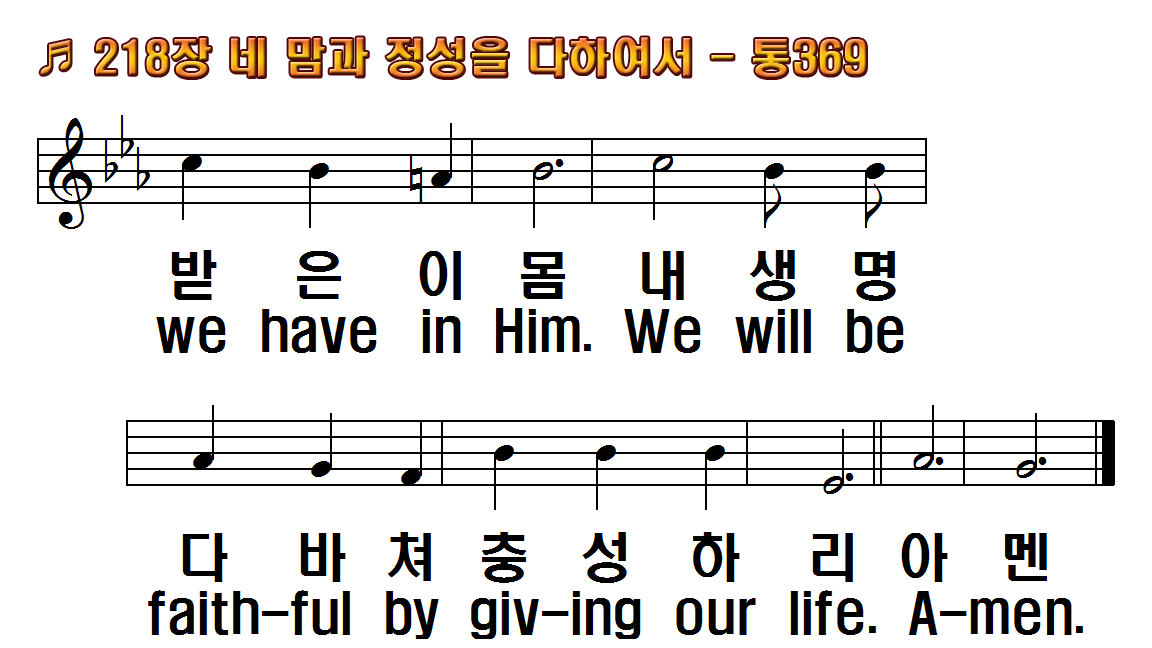 ♬ 218장 네 맘과 정성을 다하여서 - 통369
받 은 이 몸 내 생 명
we have in Him. We will be
다 바 쳐 충 성 하 리 아 멘
faith-ful by giv-ing our life. A-men.